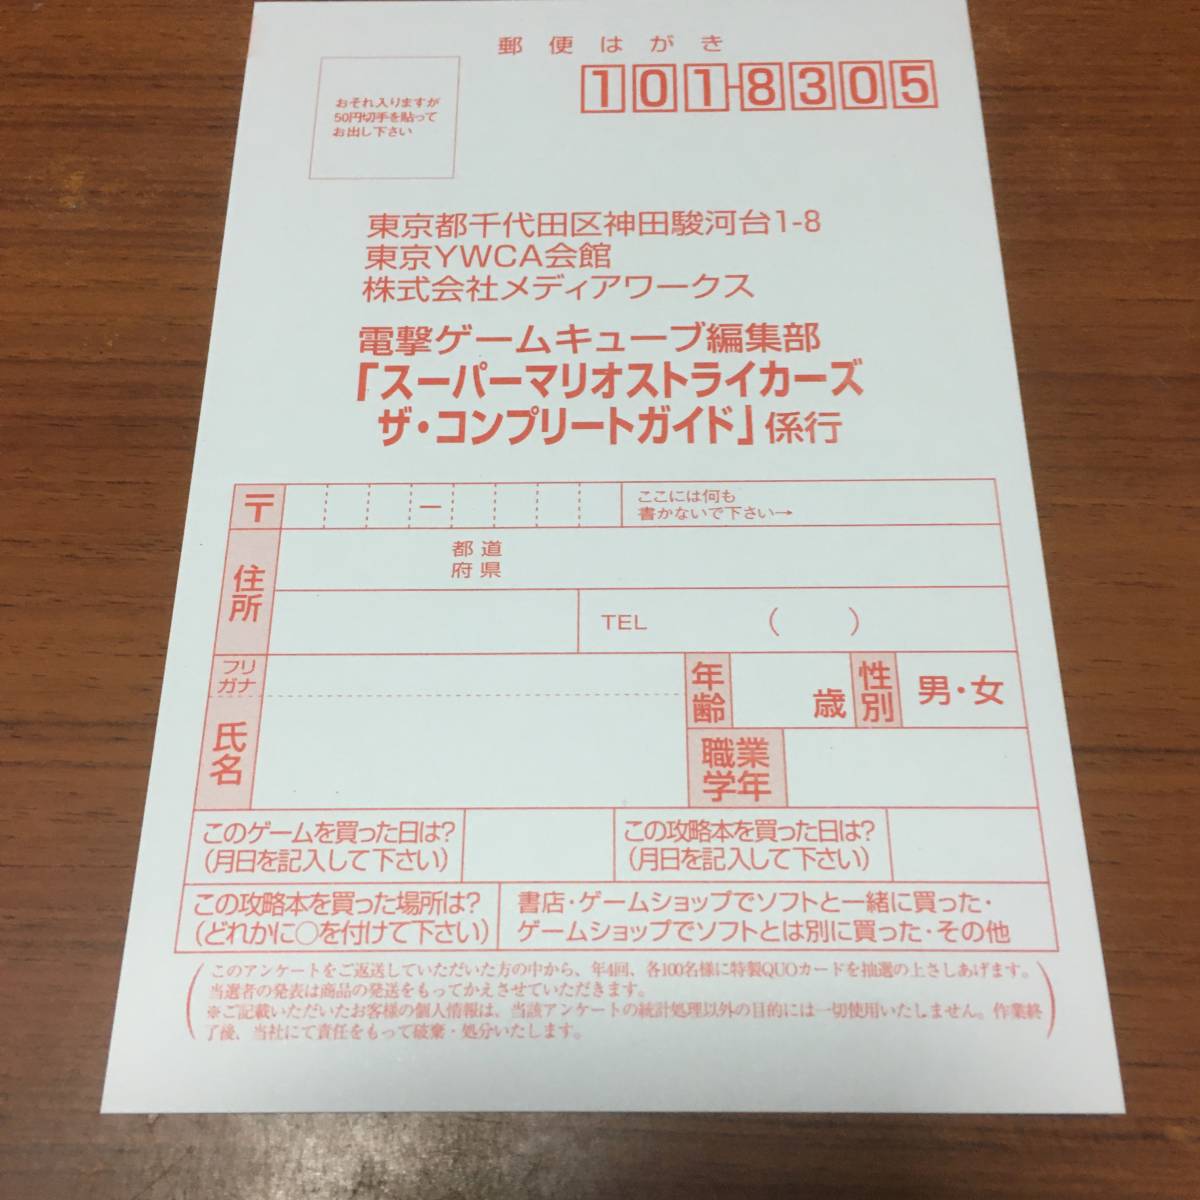 郵便はがき
おそれ入りますが
50円切手を貼って
お出し下さい
101-8305
東京都千代田区神田駿河台1-8
東京YWCA会館
株式会社メディアワークス
電撃ゲームキューブ編集部
「スーパーマリオストライカーズ
ザ・コンプリートガイド」係行
〒 －
ここには何も
書かないで下さい→
住所
都道
府県
TEL （ ）
フリ
ガナ
氏名
年齢 歳
性別 男・女
職業
学年
このゲームを買った日は?
(月日を記入して下さい)
この攻略本を買った日は?
(月日を記入して下さい)
この攻略本を買った場所は?
(どれかに○を付けて下さい)
書店・ゲームショップでソフトと一緒に買った・
ゲームショップでソフトとは別に買った・その他
このアンケートをご返送していただいた方の中から、年4回、各100名様に特製QUOカードを抽選の上さしあげます。
当選者の発表は商品の発送をもってかえさせていただきます。
※ご記載いただいたお客様の個人情報は、当該アンケートの統計処理以外の目的には一切使用いたしません。作業終
了後、当社にて責任をもって破棄・処分いたします。